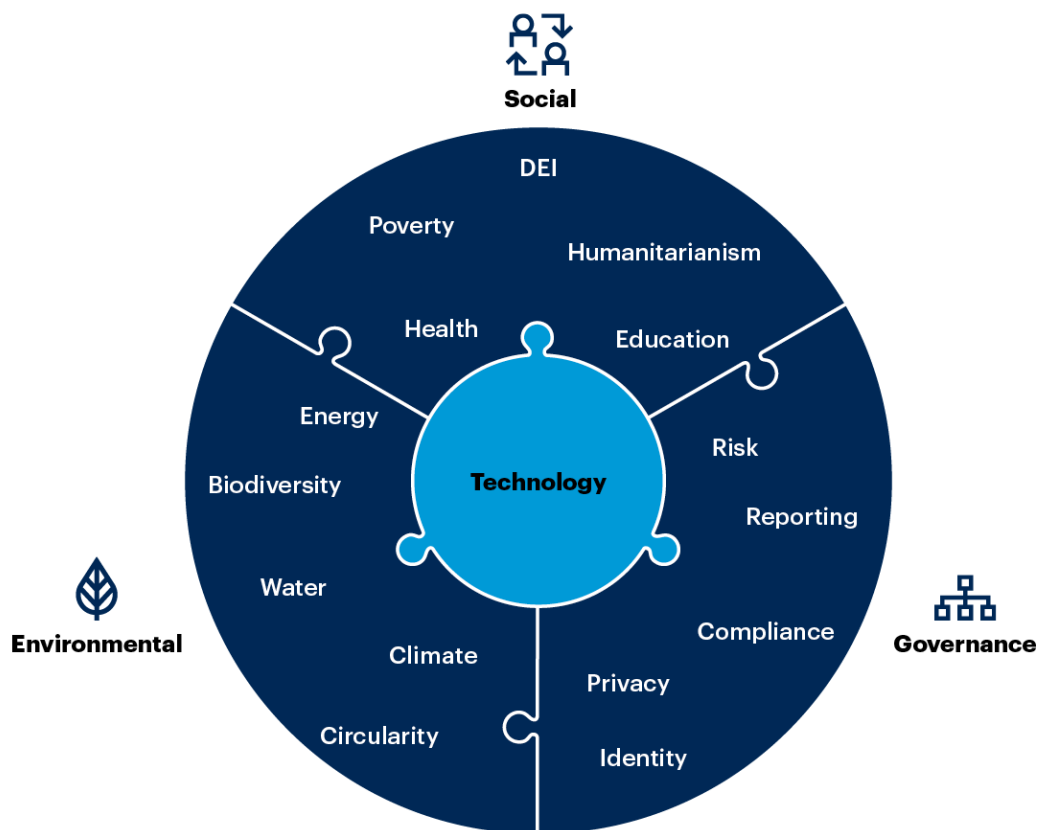 Social
DEI
Poverty
Humanitarianism
Health
Education
Energy
Risk
Biodiversity
Technology
Reporting
Water
Compliance
Environmental
Governance
Climate
Privacy
Circularity
Identity